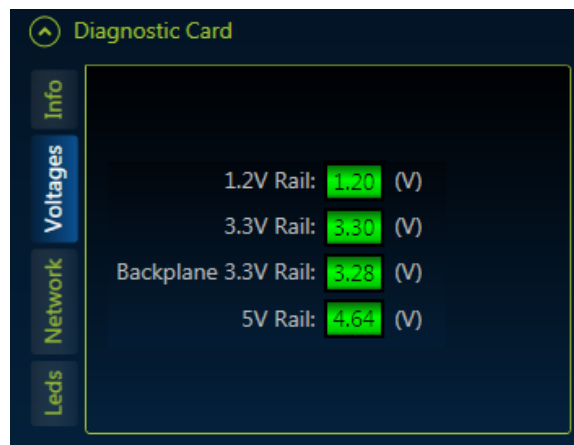 Diagnostic Card
Info
Voltages
Network
Leds
1.2V Rail: 1.20 (V)
3.3V Rail: 3.30 (V)
Backplane 3.3V Rail: 3.28 (V)
5V Rail: 4.64 (V)